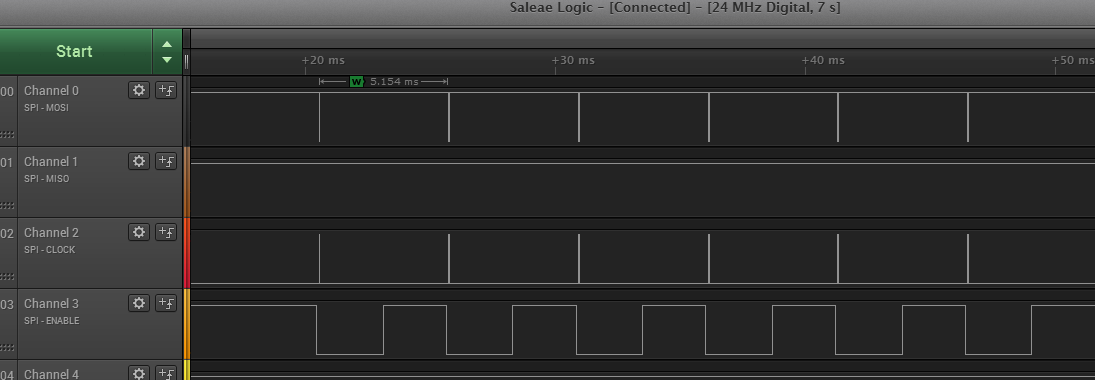 Saleae Logic - [Connected] - [24 MHz Digital, 7 s]
Start
+20 ms
+30 ms
+40 ms
+50 ms
W 5.154 ms
00 Channel 0
SPI - MOSI
01 Channel 1
SPI - MISO
02 Channel 2
SPI - CLOCK
03 Channel 3
SPI - ENABLE
04 Channel 4